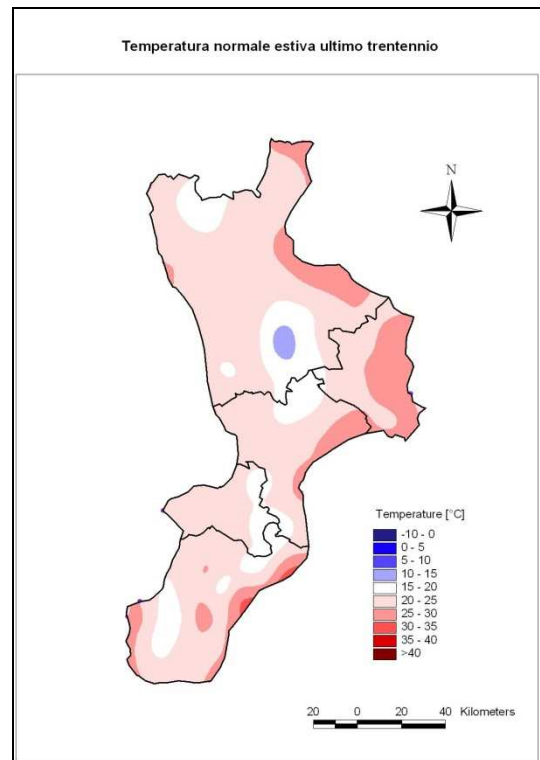 Temperatura normale estiva ultimo trentennio
N
Temperature [°C]
-10 - 0
0 - 5
5 - 10
10 - 15
15 - 20
20 - 25
25 - 30
30 - 35
35 - 40
>40
20 0 20 40 Kilometers